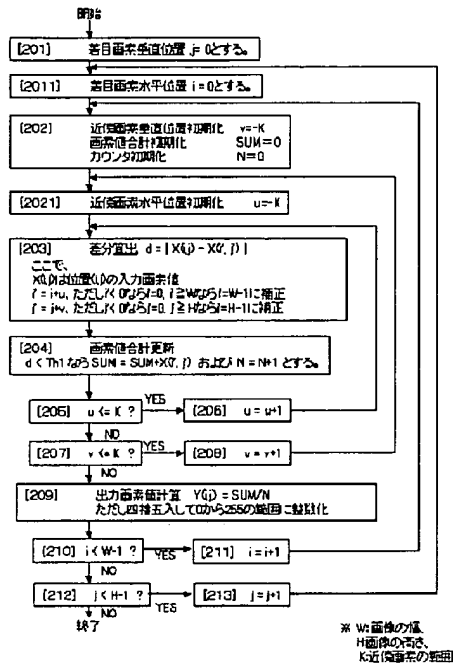 開始
[201] 着目画素垂直位置 j=0とする。
[2011] 着目画素水平位置 i=0とする。
[202] 近傍画素垂直位置初期化 v=-K
画素値合計初期化 SUM=0
カウンタ初期化 N=0
[2021] 近傍画素水平位置初期化 u=-K
[203] 差分算出 d = | X(i,j) - X(i', j') |
ここで、
X(i,j)は位置(i,j)の入力画素値
i' = i+u, ただしi'< 0ならi'=0, i' ≧Wならi'=W-1に補正
j' = j+v, ただしj'< 0ならj'=0, j' ≧Hならj'=H-1に補正
[204] 画素値合計更新
d < Th1 なら SUM = SUM+X(i', j') および N = N+1 とする。
[205] u <= K ?
YES
[206] u = u+1
NO
[207] v <= K ?
YES
[208] v = v+1
NO
[209] 出力画素値計算 Y(i,j) = SUM/N
ただし四捨五入して0から255の範囲に整数化
[210] i < W-1 ?
YES
[211] i = i+1
NO
[212] j < H-1 ?
YES
[213] j = j+1
NO
終了
※ W:画像の幅、
H:画像の高さ、
K:近傍画素の範囲